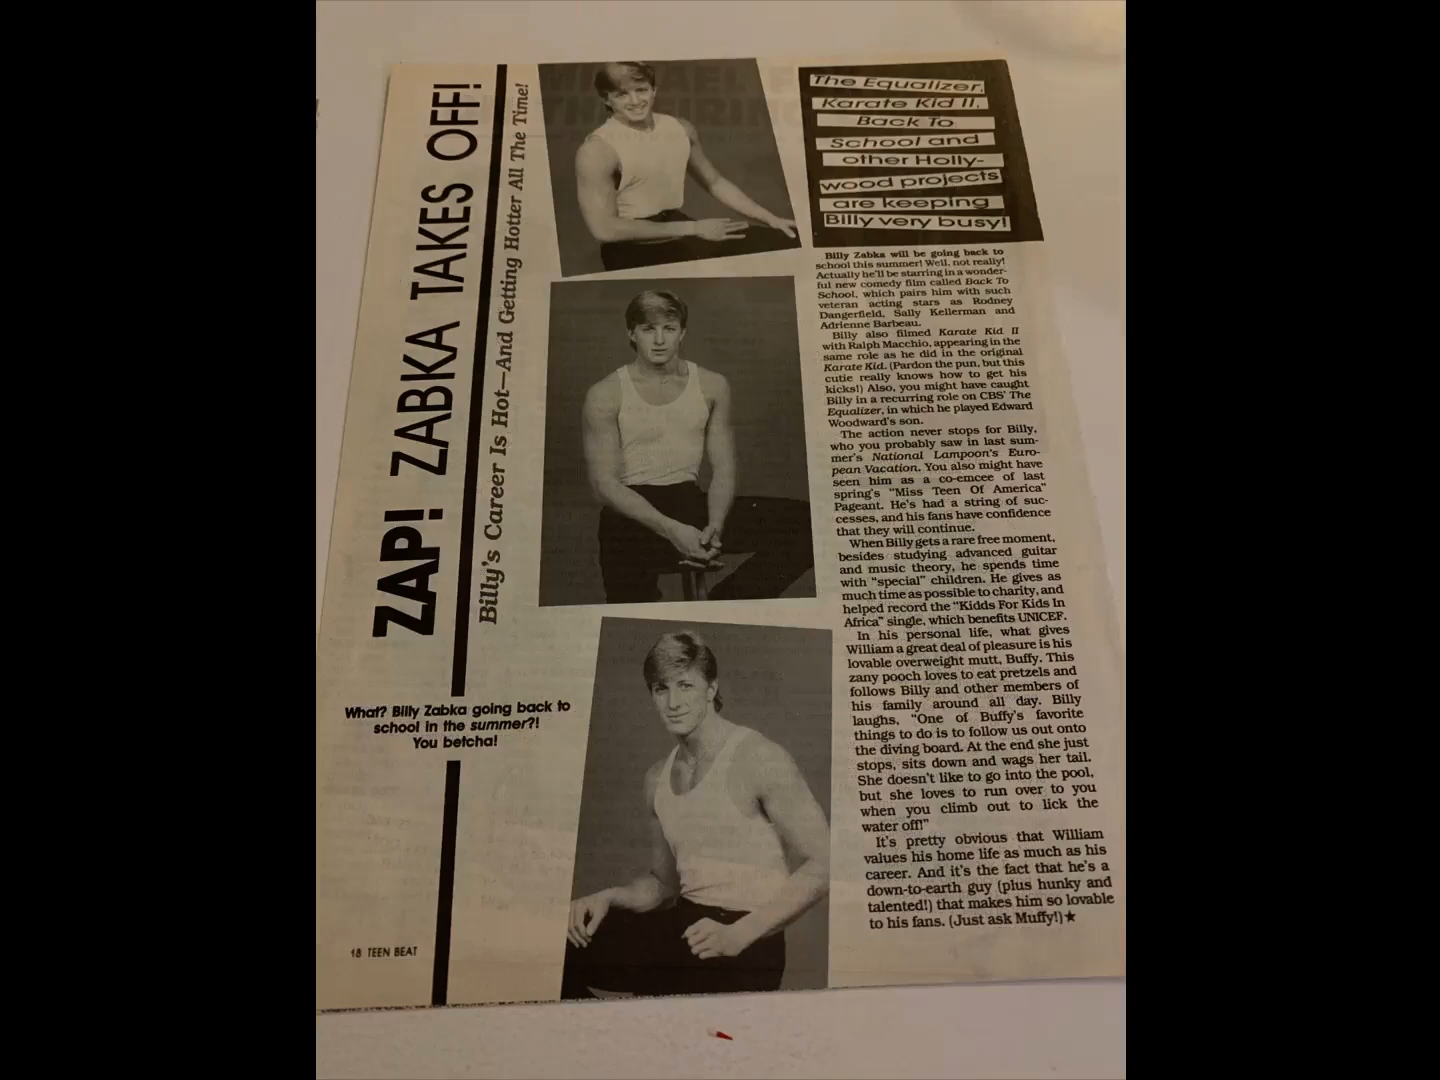 ZAP! ZABKA TAKES OFF!
Billy's Career Is Hot—And Getting Hotter All The Time!
What? Billy Zabka going back to
school in the summer?!
You betcha!
The Equalizer,
Karate Kid II,
Back To
School and
other Holly-
wood projects
are keeping
Billy very busy!
Billy Zabka will be going back to
school this summer! Well, not really!
Actually he'll be starring in a wonder-
ful new comedy film called Back To
School, which pairs him with such
veteran acting stars as Rodney
Dangerfield, Sally Kellerman and
Adrienne Barbeau.
Billy also filmed Karate Kid II
with Ralph Macchio, appearing in the
same role as he did in the original
Karate Kid. (Pardon the pun, but this
cutie really knows how to get his
kicks!) Also, you might have caught
Billy in a recurring role on CBS' The
Equalizer, in which he played Edward
Woodward's son.
The action never stops for Billy,
who you probably saw in last sum-
mer's National Lampoon's Euro-
pean Vacation. You also might have
seen him as a co-emcee of last
spring's "Miss Teen Of America"
Pageant. He's had a string of suc-
cesses, and his fans have confidence
that they will continue.
When Billy gets a rare free moment,
besides studying advanced guitar
and music theory, he spends time
with "special" children. He gives as
much time as possible to charity, and
helped record the "Kidds For Kids In
Africa" single, which benefits UNICEF.
In his personal life, what gives
William a great deal of pleasure is his
lovable overweight mutt, Buffy. This
zany pooch loves to eat pretzels and
follows Billy and other members of
his family around all day. Billy
laughs, "One of Buffy's favorite
things to do is to follow us out onto
the diving board. At the end she just
stops, sits down and wags her tail.
She doesn't like to go into the pool,
but she loves to run over to you
when you climb out to lick the
water off!"
It's pretty obvious that William
values his home life as much as his
career. And it's the fact that he's a
down-to-earth guy (plus hunky and
talented!) that makes him so lovable
to his fans. (Just ask Muffy!)★
18 TEEN BEAT